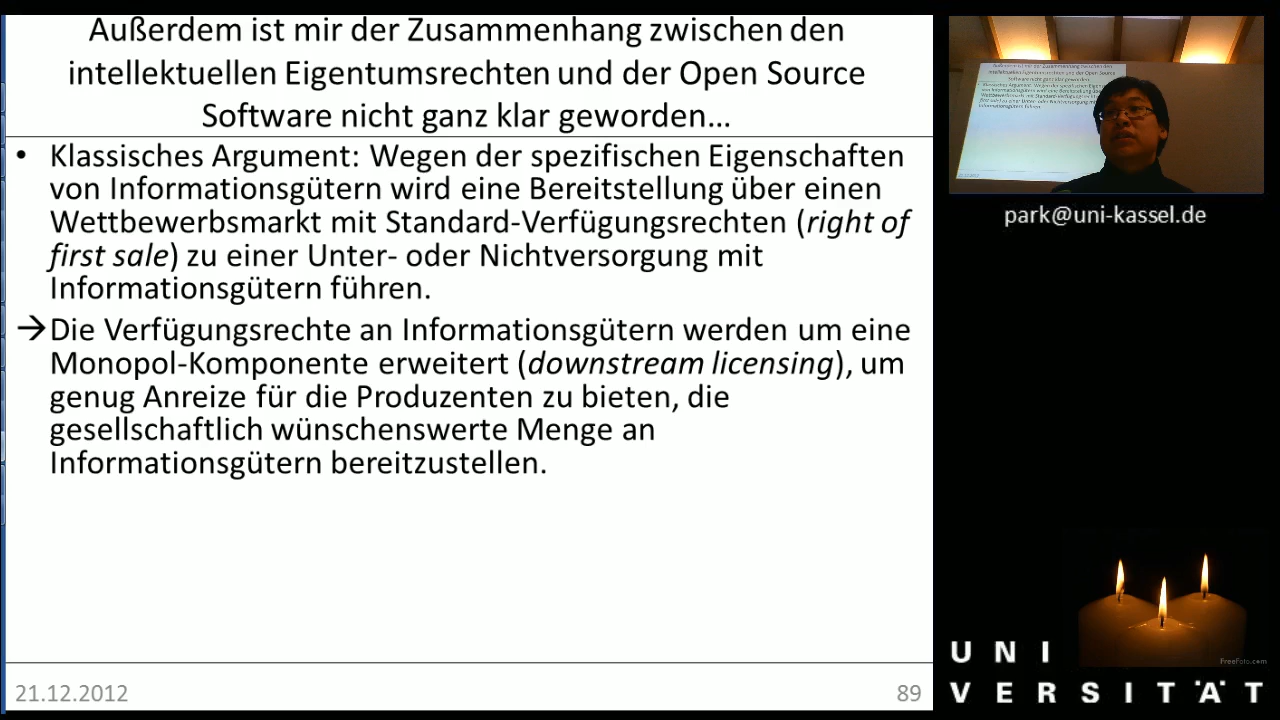 Außerdem ist mir der Zusammenhang zwischen den
intellektuellen Eigentumsrechten und der Open Source
Software nicht ganz klar geworden...
• Klassisches Argument: Wegen der spezifischen Eigenschaften
von Informationsgütern wird eine Bereitstellung über einen
Wettbewerbsmarkt mit Standard-Verfügungsrechten (right of
first sale) zu einer Unter- oder Nichtversorgung mit
Informationsgütern führen.
→ Die Verfügungsrechte an Informationsgütern werden um eine
Monopol-Komponente erweitert (downstream licensing), um
genug Anreize für die Produzenten zu bieten, die
gesellschaftlich wünschenswerte Menge an
Informationsgütern bereitzustellen.
21.12.2012
89
park@uni-kassel.de
FreeFoto.com
UNI
VERSITÄT